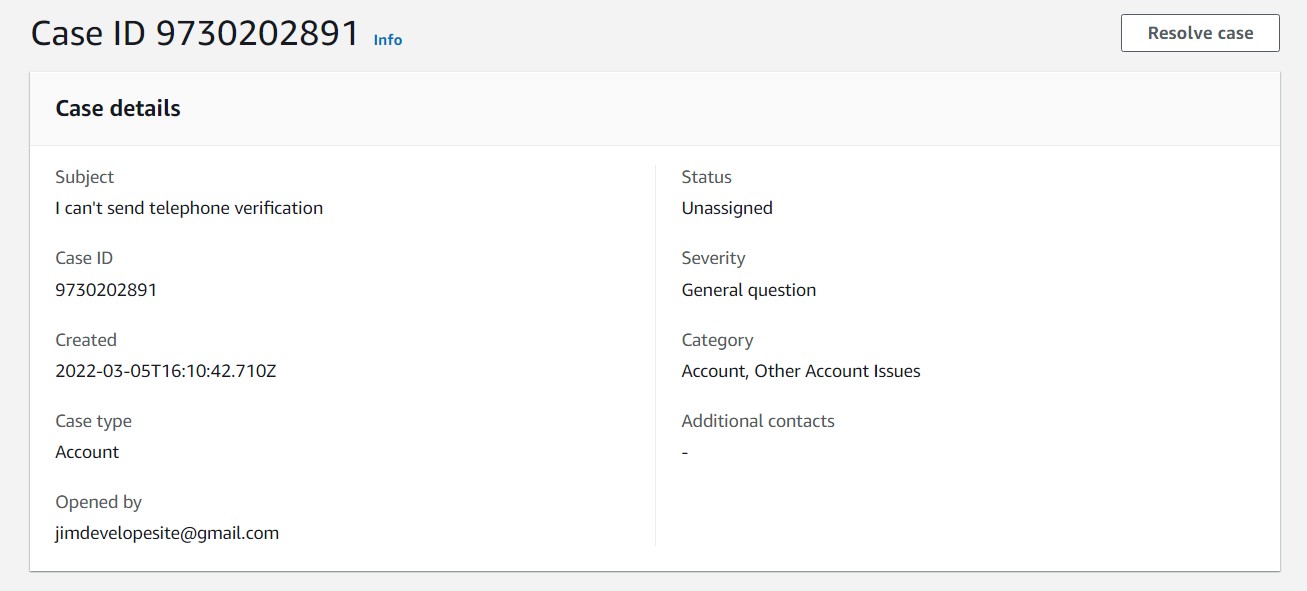 Case ID 9730202891 Info
Resolve case
Case details
Subject
I can't send telephone verification
Case ID
9730202891
Created
2022-03-05T16:10:42.710Z
Case type
Account
Opened by
jimdevelopesite@gmail.com
Status
Unassigned
Severity
General question
Category
Account, Other Account Issues
Additional contacts
-